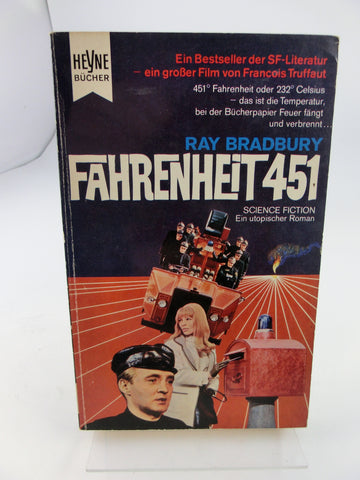 HEYNE
BÜCHER
Ein Bestseller der SF-Literatur
– ein großer Film von François Truffaut
451° Fahrenheit oder 232° Celsius
– das ist die Temperatur,
bei der Bücherpapier Feuer fängt
und verbrennt...
RAY BRADBURY
FAHRENHEIT 451
SCIENCE FICTION
Ein utopischer Roman